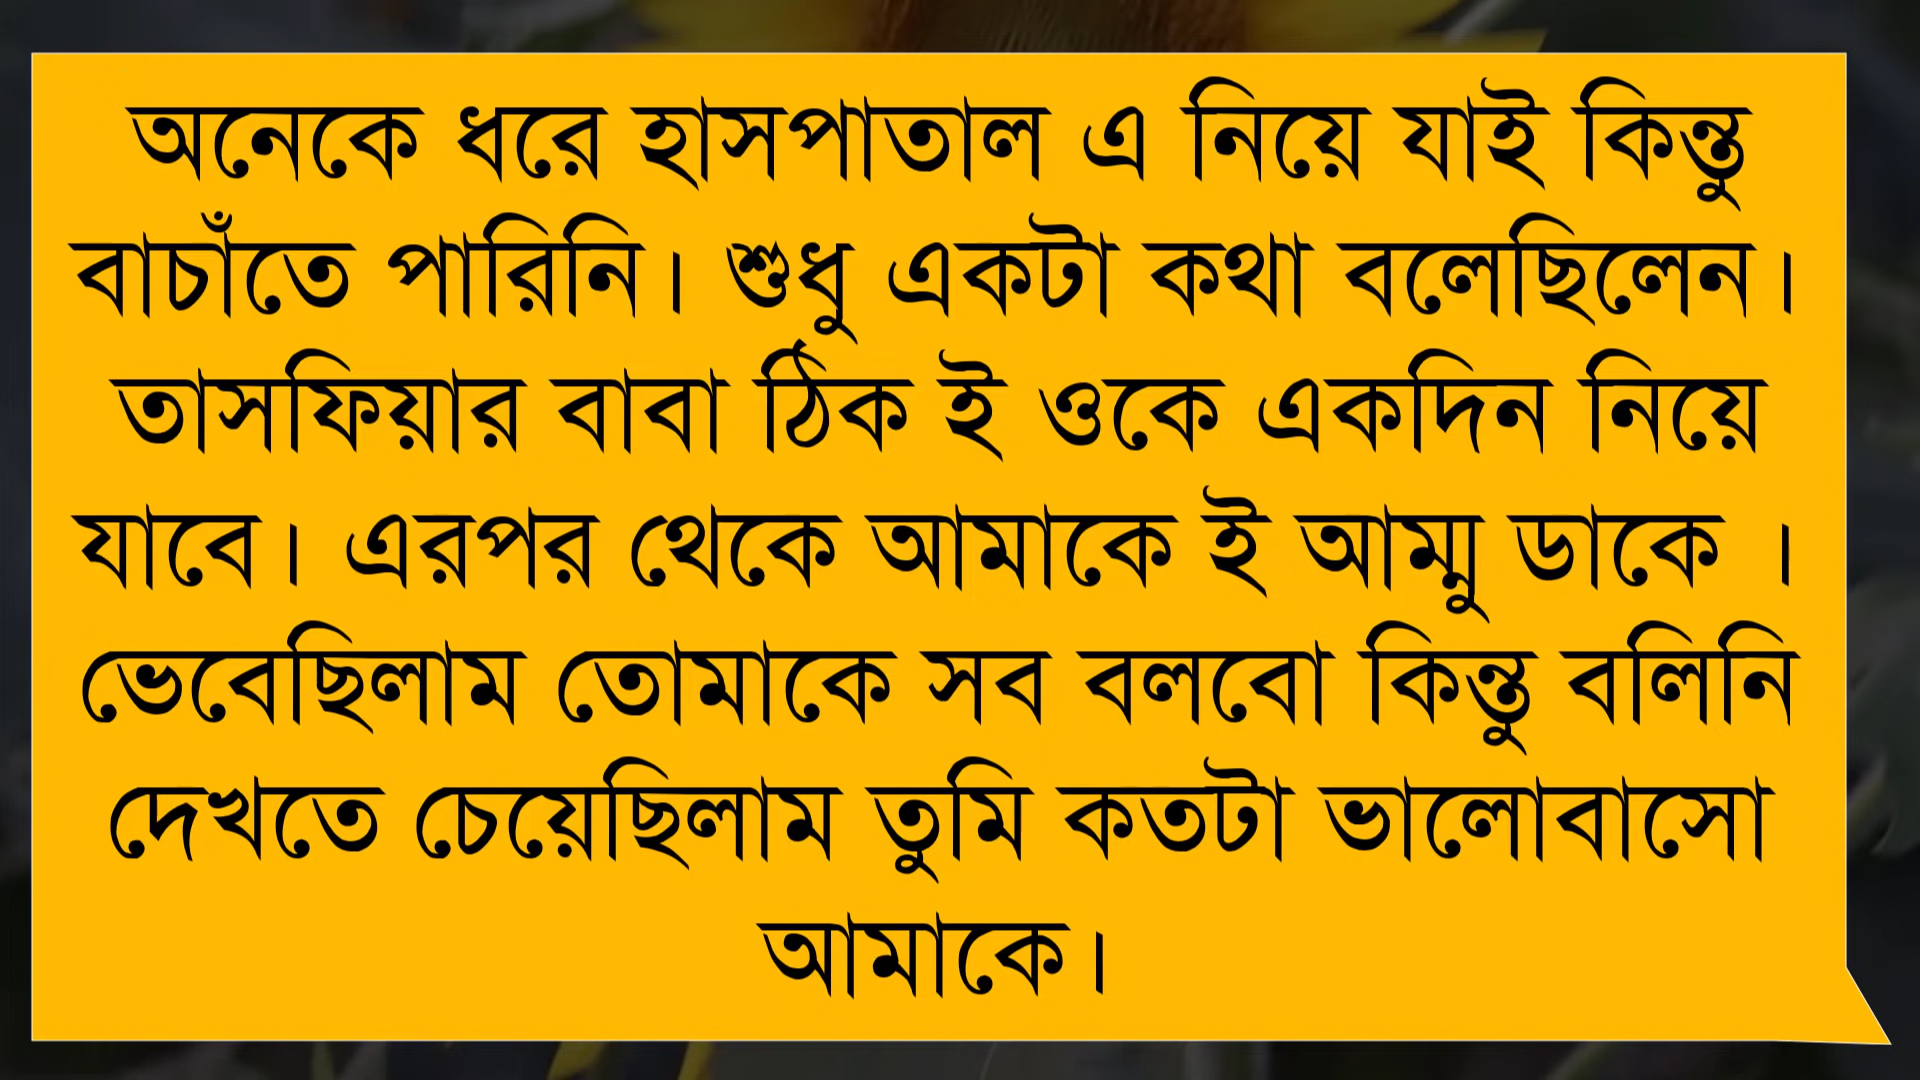 অনেকে ধরে হাসপাতাল এ নিয়ে যাই কিন্তু
বাচাঁতে পারিনি। শুধু একটা কথা বলেছিলেন।
তাসফিয়ার বাবা ঠিক ই ওকে একদিন নিয়ে
যাবে। এরপর থেকে আমাকে ই আম্মু ডাকে ।
ভেবেছিলাম তোমাকে সব বলবো কিন্তু বলিনি
দেখতে চেয়েছিলাম তুমি কতটা ভালোবাসো
আমাকে।